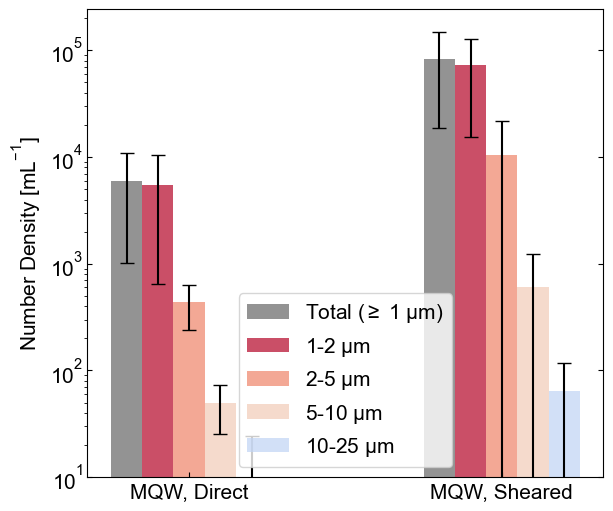 Number Density [mL⁻¹]
10⁵
10⁴
10³
10²
10¹
Total (≥ 1 μm)
1-2 μm
2-5 μm
5-10 μm
10-25 μm
MQW, Direct
MQW, Sheared